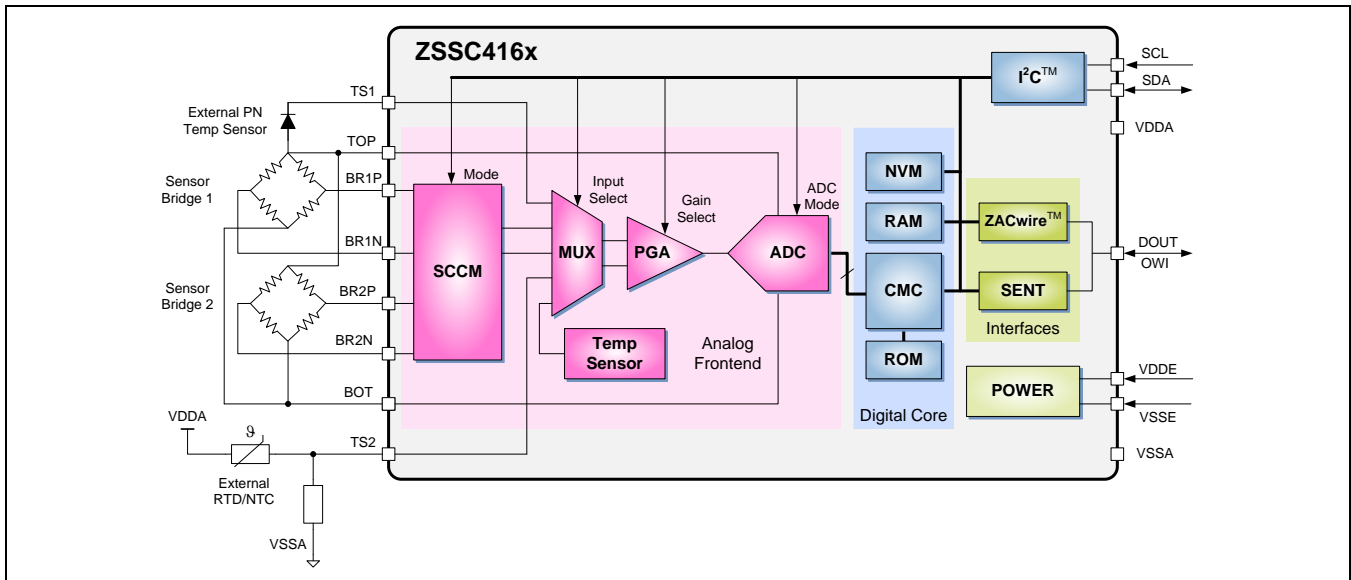 ZSSC416x
I²C™
SCL
SDA
VDDA
TS1
External PN
Temp Sensor
TOP
BR1P
Sensor
Bridge 1
BR1N
Sensor
Bridge 2
BR2P
BR2N
BOT
VDDA
ϑ
TS2
External
RTD/NTC
VSSA
Mode
SCCM
Input
Select
MUX
Gain
Select
PGA
ADC
Mode
ADC
Temp
Sensor
Analog
Frontend
NVM
RAM
CMC
ROM
Digital Core
ZACwire™
SENT
Interfaces
DOUT
OWI
POWER
VDDE
VSSE
VSSA